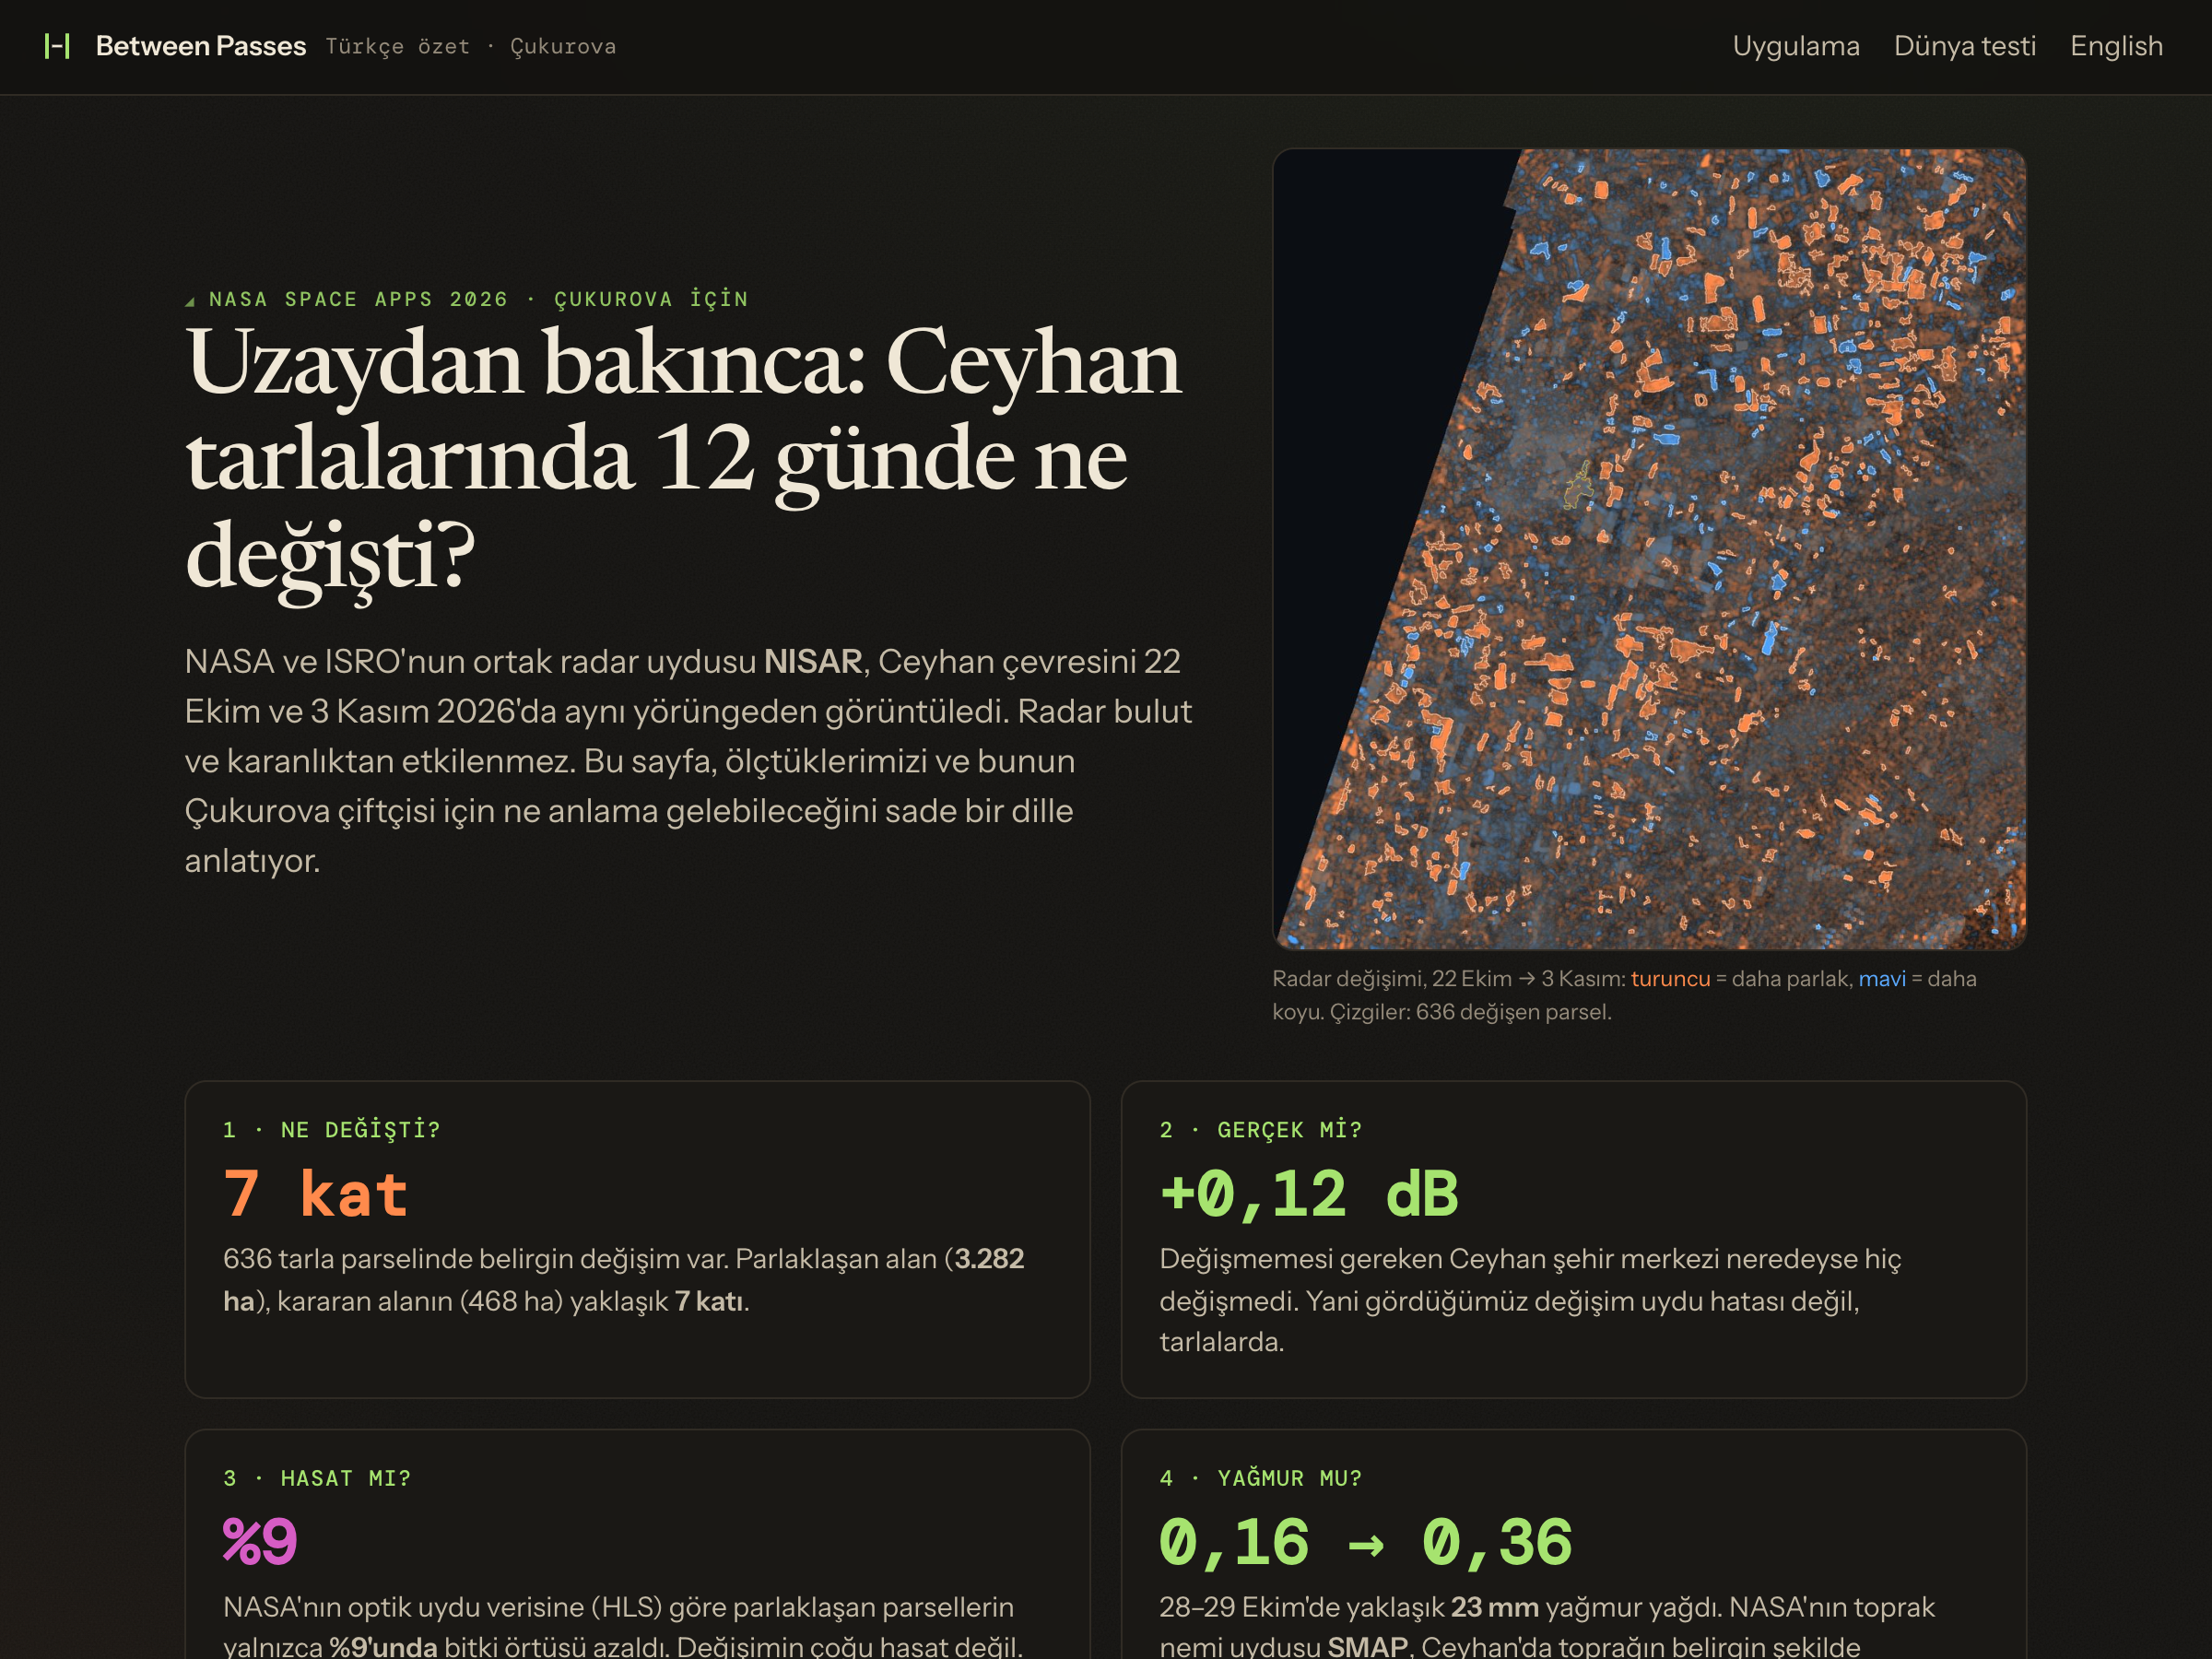 Between Passes Türkçe özet · Çukurova
Uygulama Dünya testi English
NASA SPACE APPS 2026 · ÇUKUROVA İÇİN
Uzaydan bakınca: Ceyhan
tarlalarında 12 günde ne
değişti?
NASA ve ISRO'nun ortak radar uydusu NISAR, Ceyhan çevresini 22
Ekim ve 3 Kasım 2026'da aynı yörüngeden görüntüledi. Radar bulut
ve karanlıktan etkilenmez. Bu sayfa, ölçtüklerimizi ve bunun
Çukurova çiftçisi için ne anlama gelebileceğini sade bir dille
anlatıyor.
Radar değişimi, 22 Ekim → 3 Kasım: turuncu = daha parlak, mavi = daha
koyu. Çizgiler: 636 değişen parsel.
1 · NE DEĞİŞTİ?
7 kat
636 tarla parselinde belirgin değişim var. Parlaklaşan alan (3.282
ha), kararan alanın (468 ha) yaklaşık 7 katı.
2 · GERÇEK Mİ?
+0,12 dB
Değişmemesi gereken Ceyhan şehir merkezi neredeyse hiç
değişmedi. Yani gördüğümüz değişim uydu hatası değil,
tarlalarda.
3 · HASAT MI?
%9
NASA'nın optik uydu verisine (HLS) göre parlaklaşan parsellerin
yalnızca %9'unda bitki örtüsü azaldı. Değişimin çoğu hasat değil.
4 · YAĞMUR MU?
0,16 → 0,36
28–29 Ekim'de yaklaşık 23 mm yağmur yağdı. NASA'nın toprak
nemi uydusu SMAP, Ceyhan'da toprağın belirgin şekilde